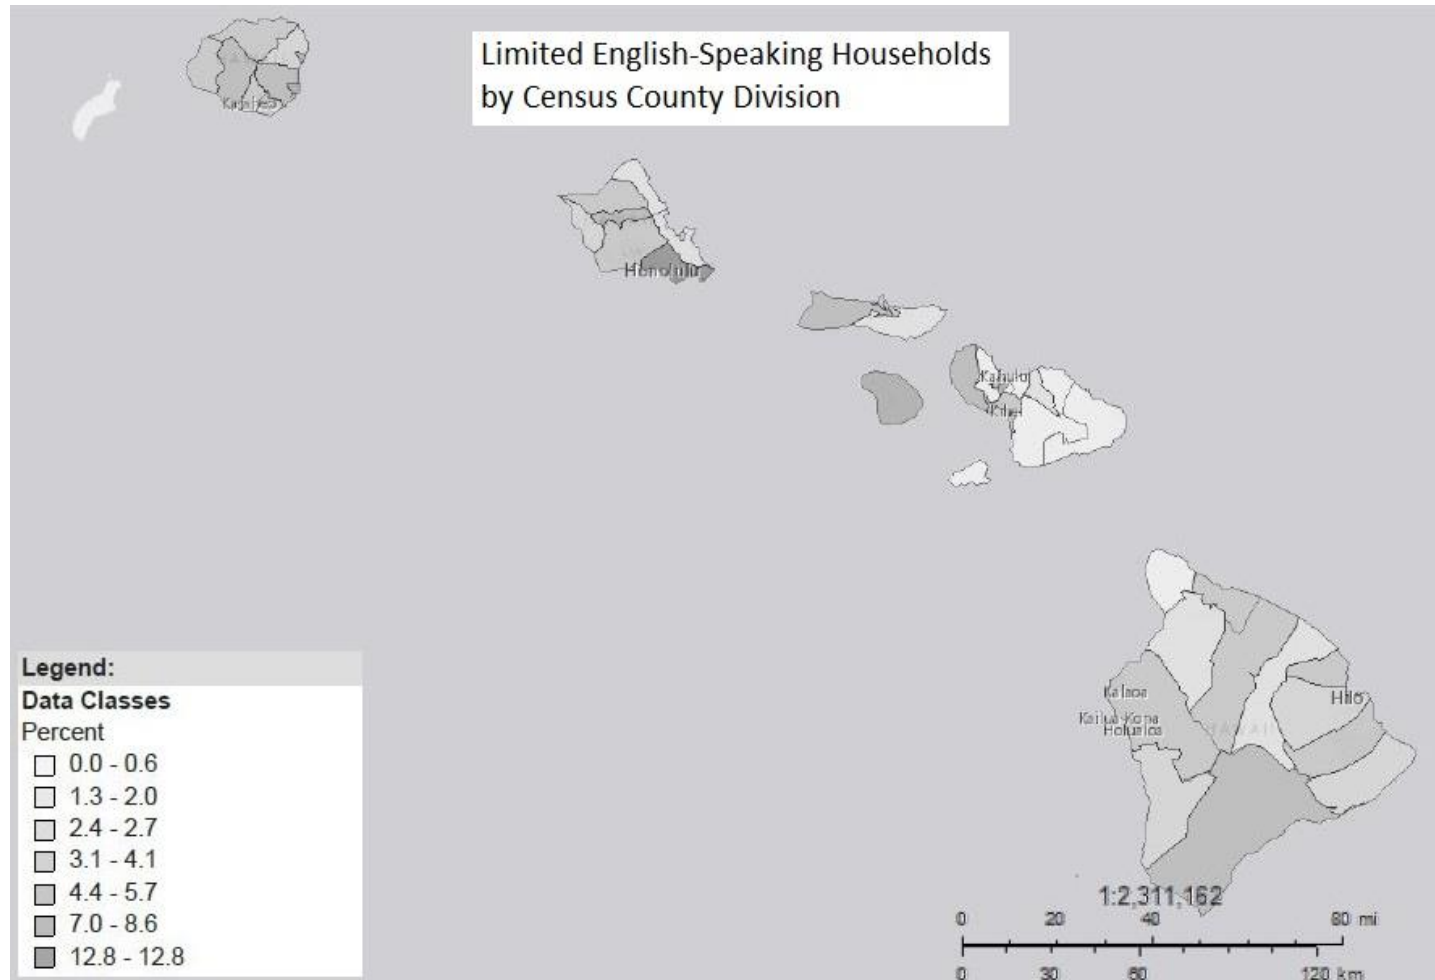 Limited English-Speaking Households
by Census County Division
Honolulu
Kahului
Kihei
Kalaoa
Hilo
Kailua-Kona
Holualoa
HAWAII
Legend:
Data Classes
Percent
0.0 - 0.6
1.3 - 2.0
2.4 - 2.7
3.1 - 4.1
4.4 - 5.7
7.0 - 8.6
12.8 - 12.8
1:2,311,162
0 20 40 80 mi
0 30 60 120 km